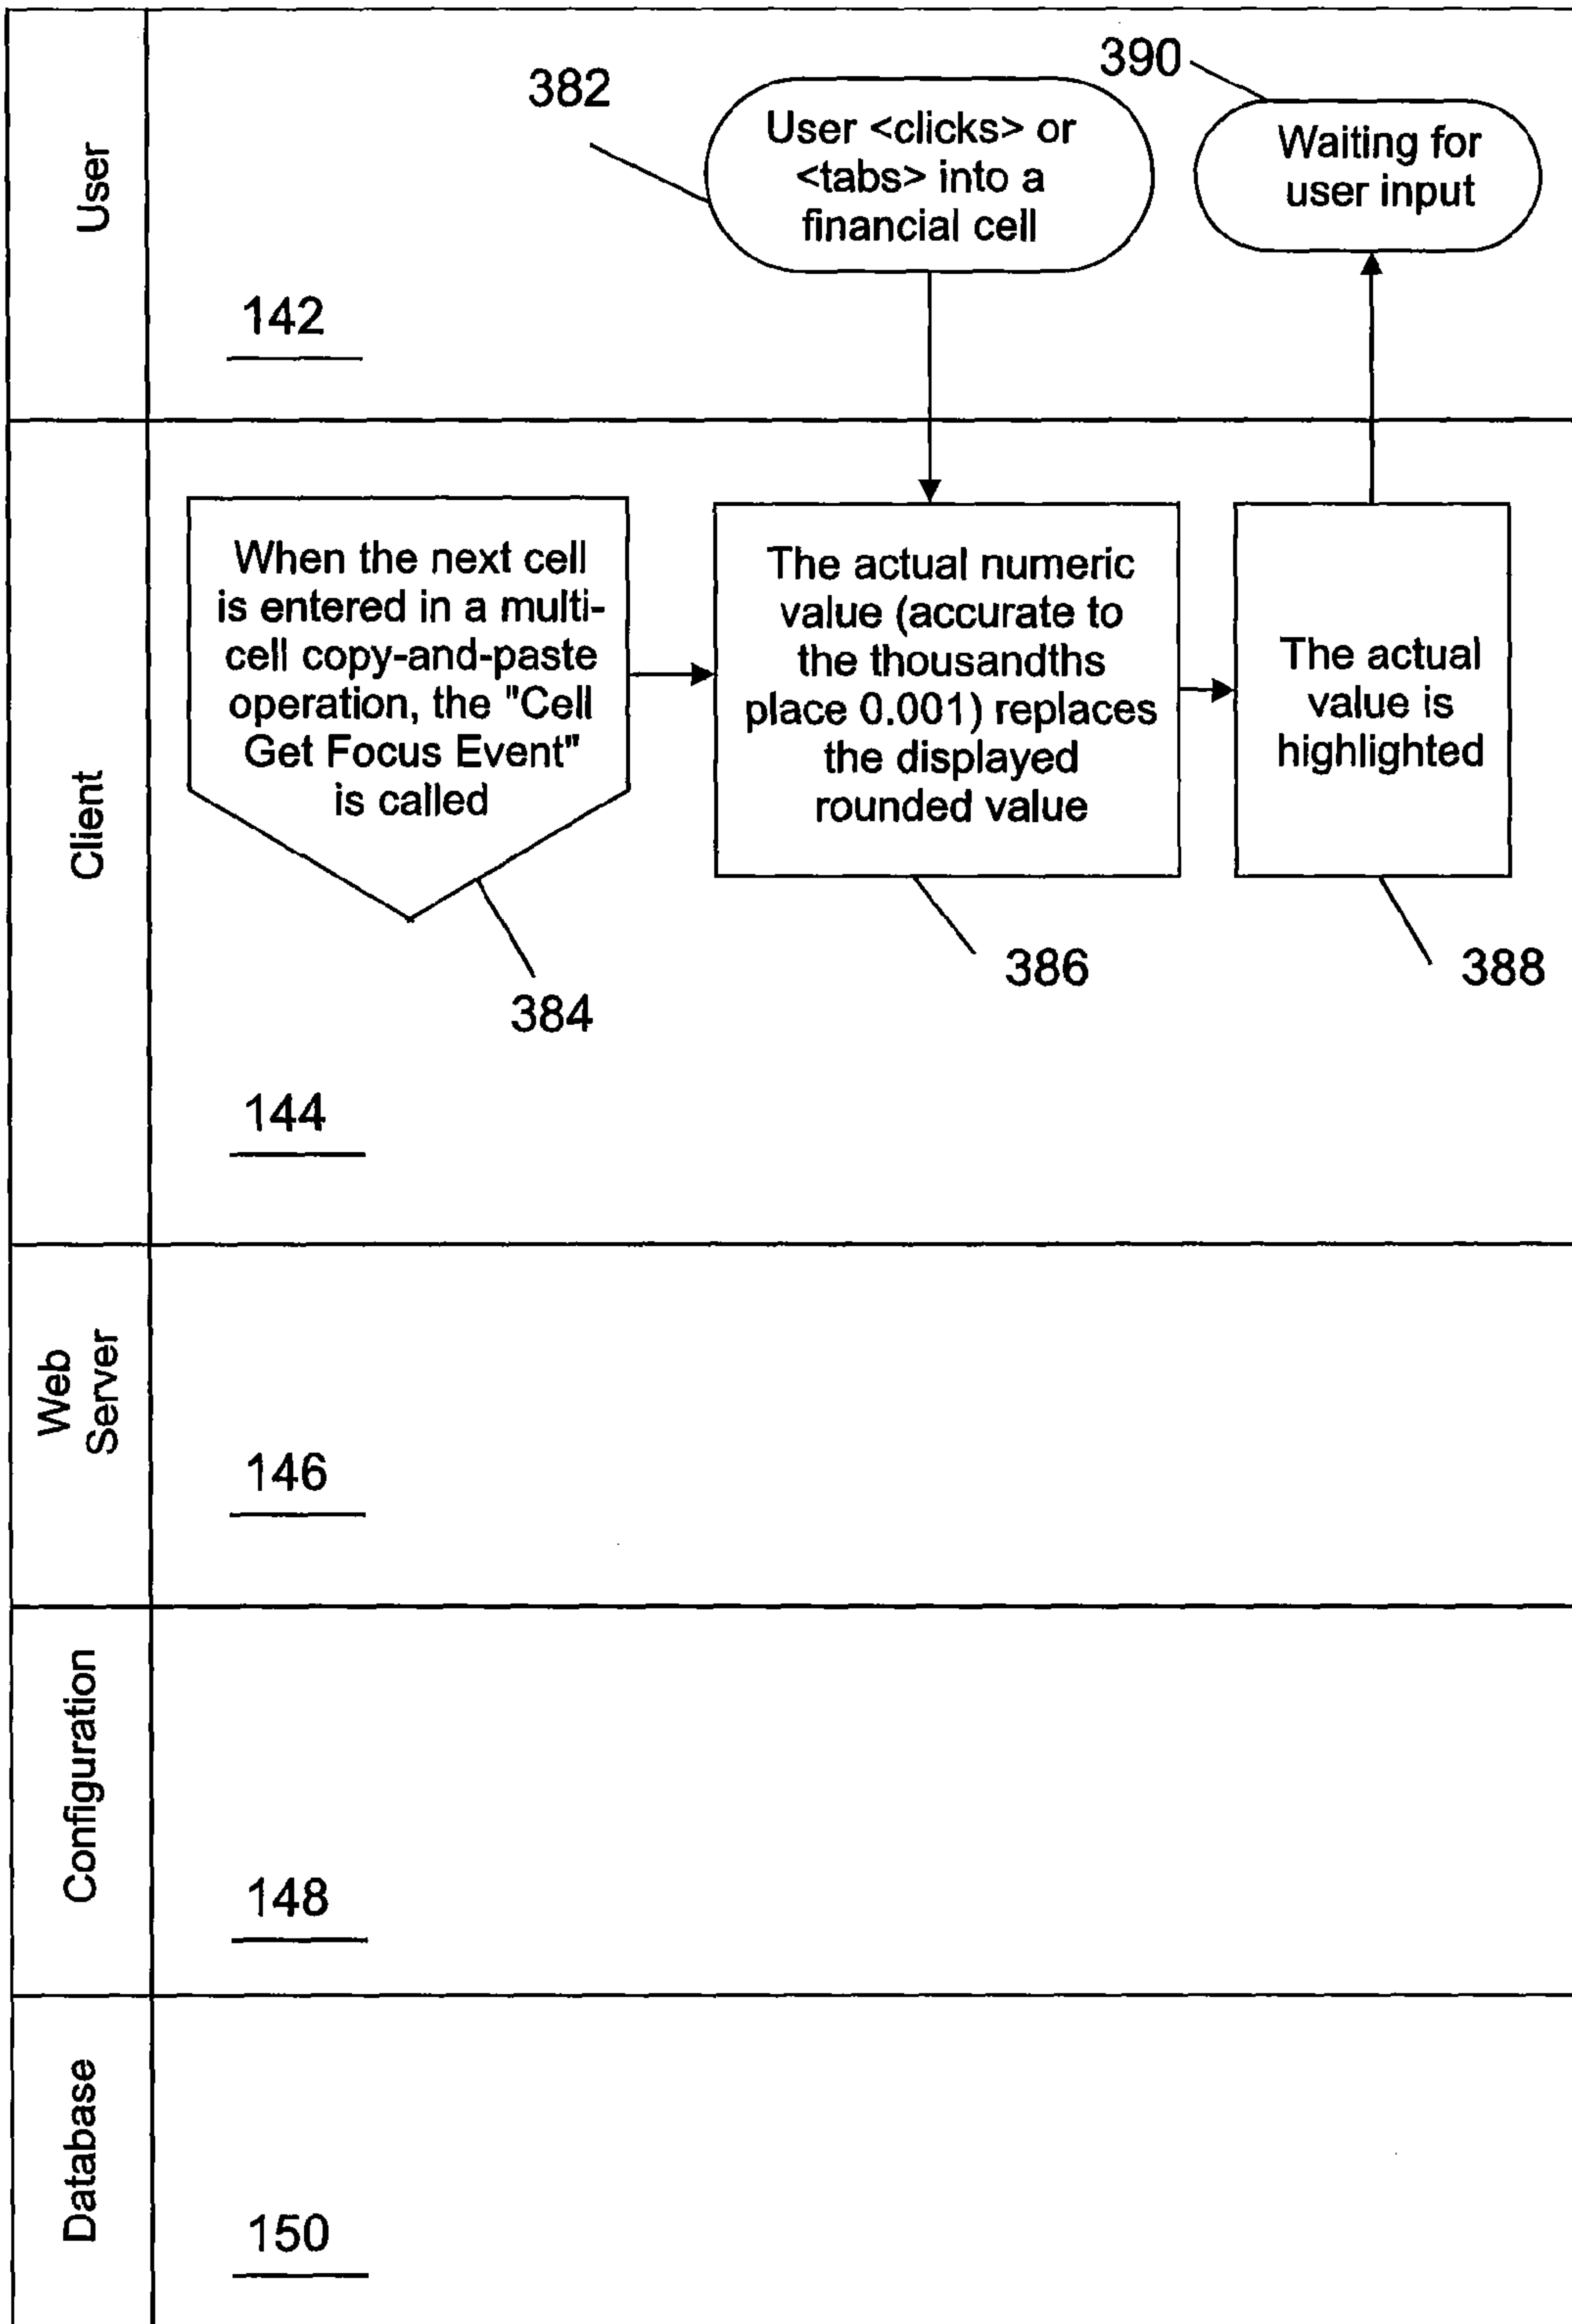 User
382
User <clicks> or
<tabs> into a
financial cell
390
Waiting for
user input
142
Client
When the next cell
is entered in a multi-
cell copy-and-paste
operation, the "Cell
Get Focus Event"
is called
384
The actual numeric
value (accurate to
the thousandths
place 0.001) replaces
the displayed
rounded value
386
The actual
value is
highlighted
388
144
Web
Server
146
Configuration
148
Database
150